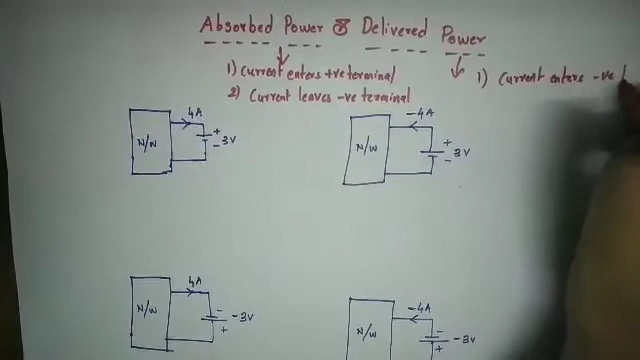 Absorbed Power & Delivered Power
1) Current enters +ve terminal
2) Current leaves -ve terminal
1) Current enters -ve
4A
N/W
+
-
-3V
-4A
N/W
+
-
3V
4A
N/W
-
+
-3V
-4A
N/W
-
+
-3V